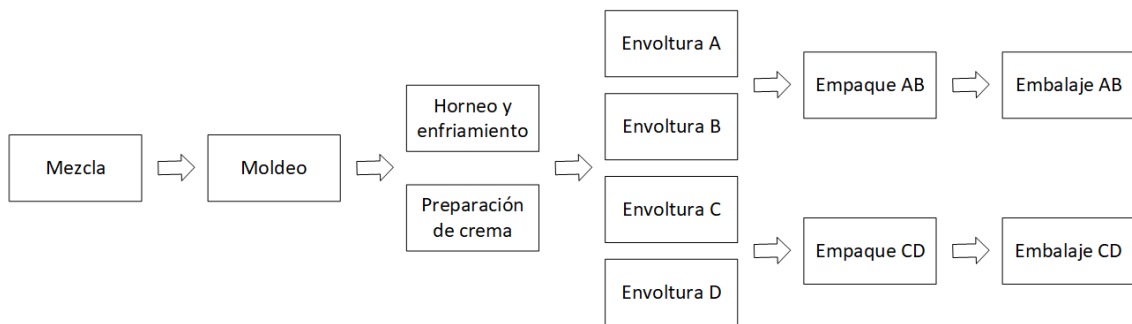 Mezcla
Moldeo
Horneo y
enfriamiento
Preparación
de crema
Envoltura A
Envoltura B
Envoltura C
Envoltura D
Empaque AB
Embalaje AB
Empaque CD
Embalaje CD